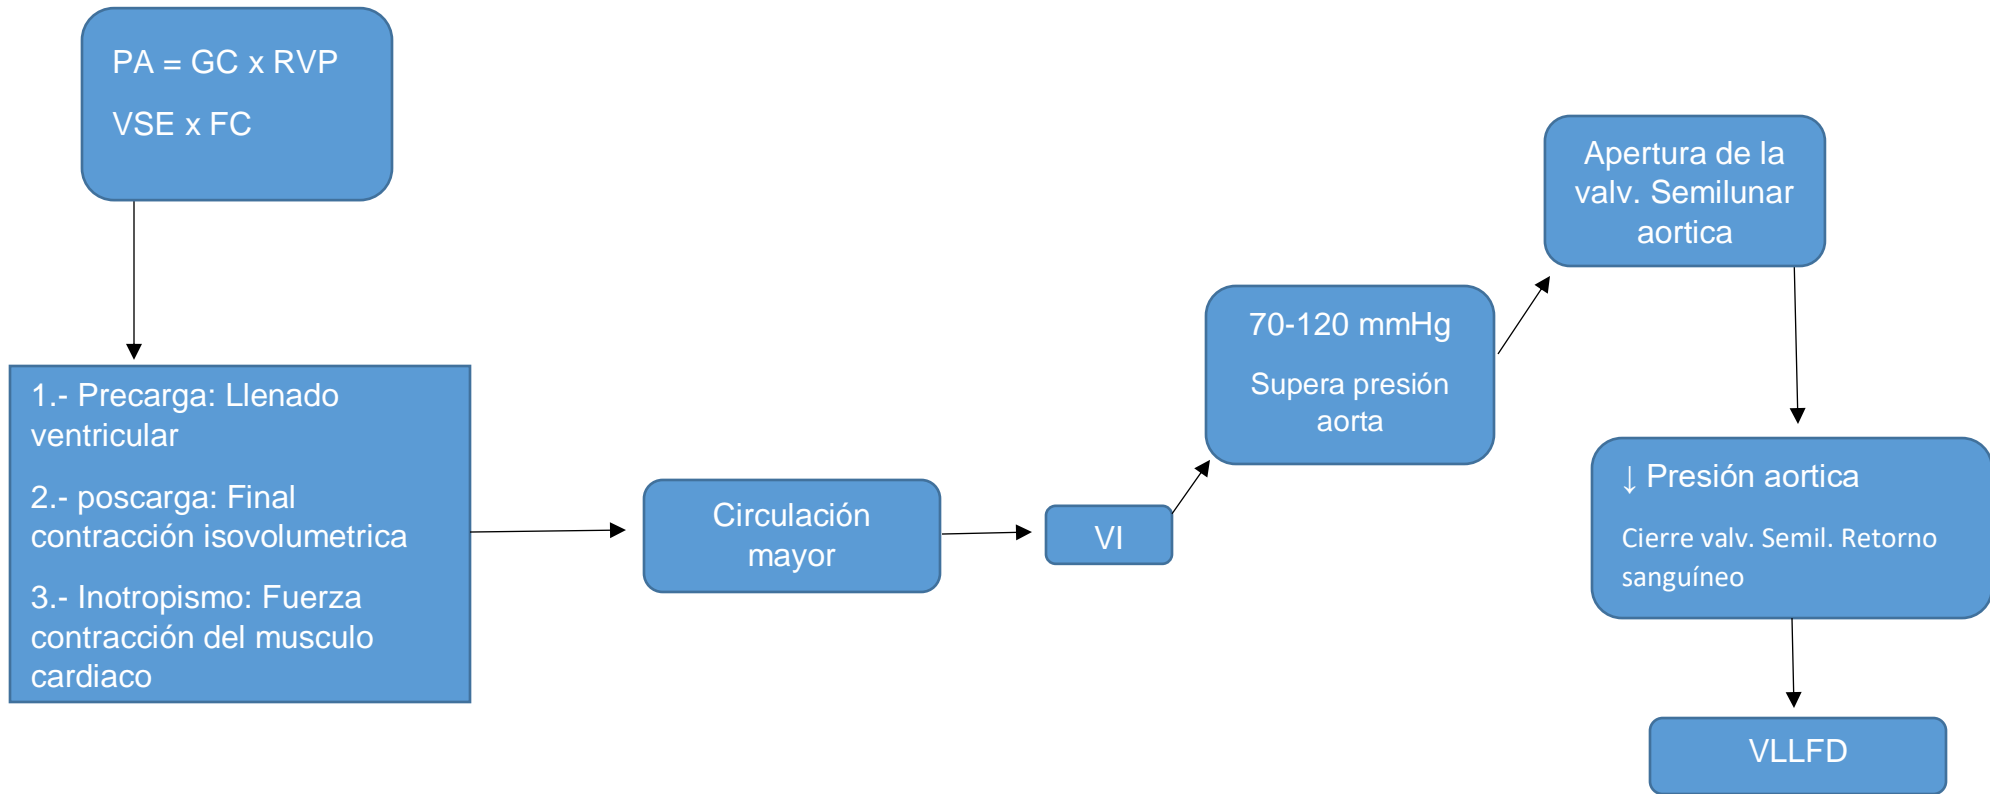 PA = GC x RVP
VSE x FC
1.- Precarga: Llenado
ventricular
2.- poscarga: Final
contracción isovolumetrica
3.- Inotropismo: Fuerza
contracción del musculo
cardiaco
Circulación
mayor
VI
70-120 mmHg
Supera presión
aorta
Apertura de la
valv. Semilunar
aortica
↓ Presión aortica
Cierre valv. Semil. Retorno
sanguíneo
VLLFD